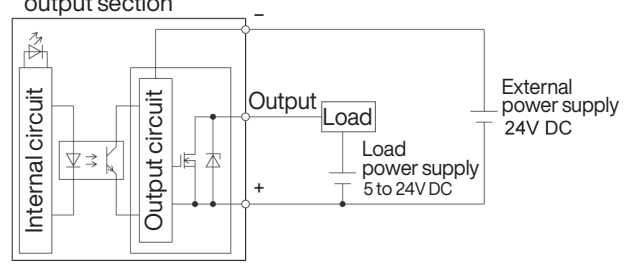 output section
–
Internal circuit
Output circuit
Output
Load
External
power supply
24V DC
Load
power supply
5 to 24V DC
+